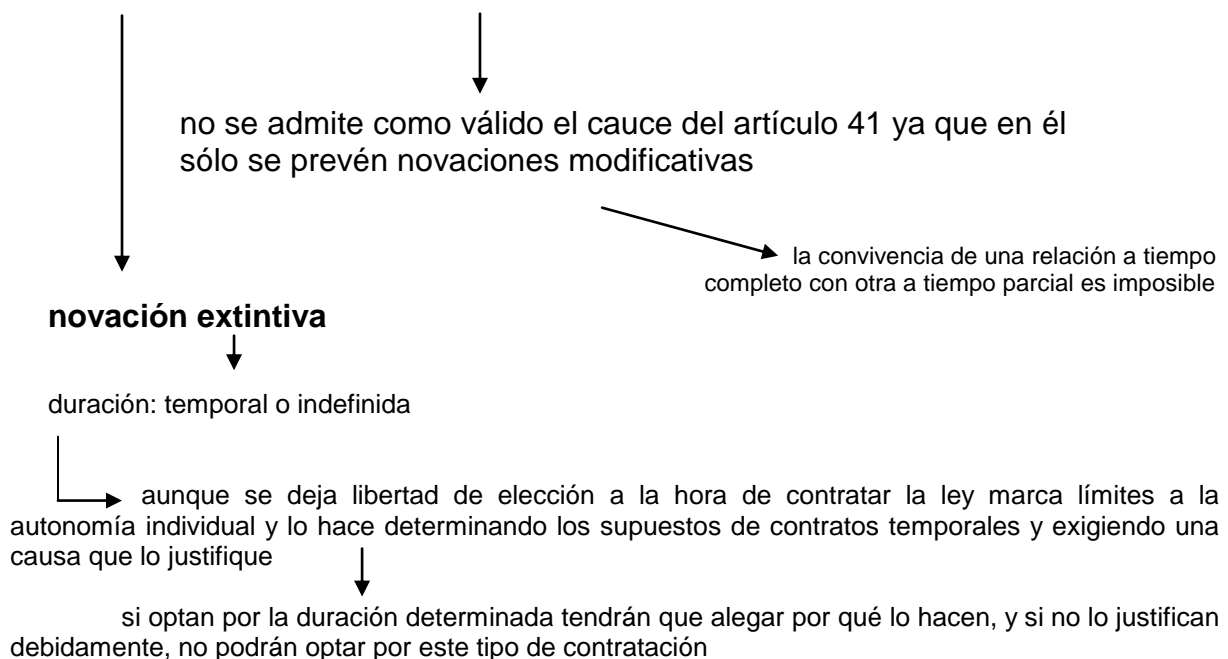 no se admite como válido el cauce del artículo 41 ya que en él
sólo se prevén novaciones modificativas
la convivencia de una relación a tiempo
completo con otra a tiempo parcial es imposible
novación extintiva
duración: temporal o indefinida
aunque se deja libertad de elección a la hora de contratar la ley marca límites a la
autonomía individual y lo hace determinando los supuestos de contratos temporales y exigiendo una
causa que lo justifique
si optan por la duración determinada tendrán que alegar por qué lo hacen, y si no lo justifican
debidamente, no podrán optar por este tipo de contratación